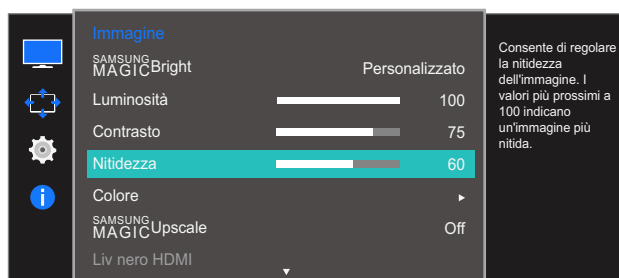 Immagine
SAMSUNG MAGICBright Personalizzato
Luminosità 100
Contrasto 75
Nitidezza 60
Colore
SAMSUNG MAGICUpscale Off
Liv nero HDMI
Consente di regolare
la nitidezza
dell'immagine. I
valori più prossimi a
100 indicano
un'immagine più
nitida.